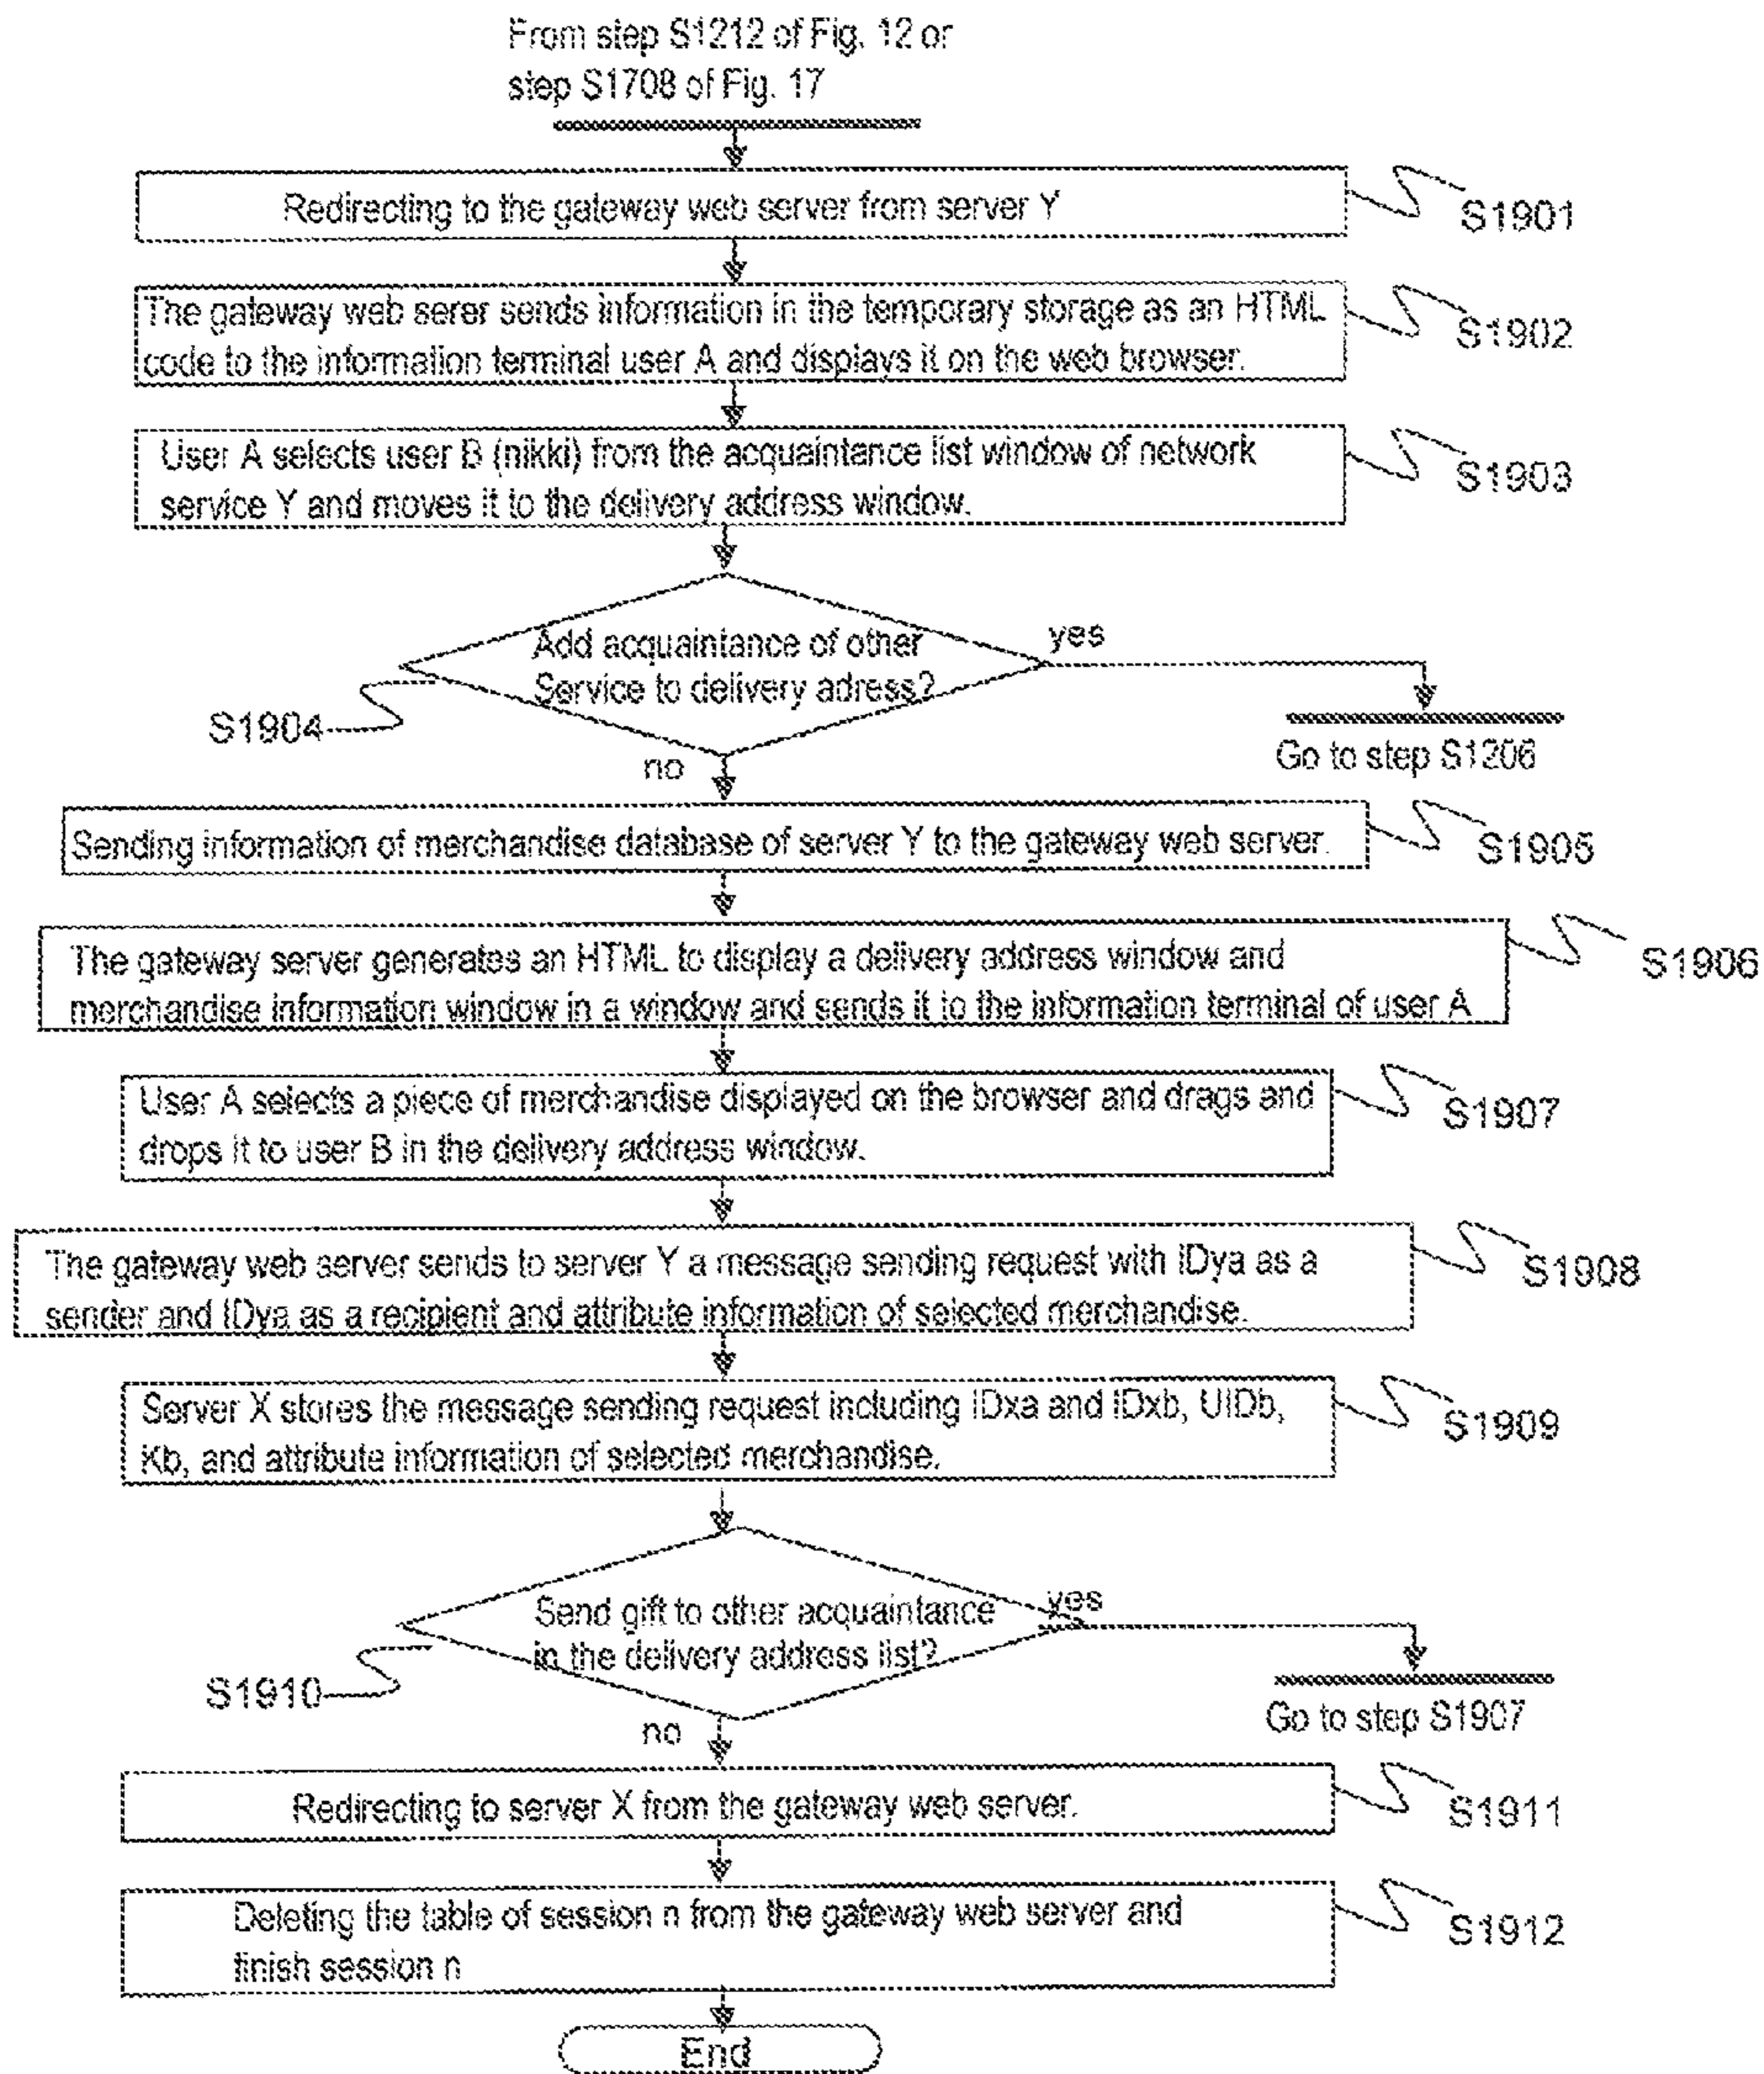 From step S1212 of Fig. 12 or
step S1708 of Fig. 17
Redirecting to the gateway web server from server Y
S1901
The gateway web serer sends information in the temporary storage as an HTML
code to the information terminal user A and displays it on the web browser.
S1902
User A selects user B (nikki) from the acquaintance list window of network
service Y and moves it to the delivery address window.
S1903
Add acquaintance of other
Service to delivery adress?
yes
S1904
Go to step S1206
no
Sending information of merchandise database of server Y to the gateway web server.
S1905
The gateway server generates an HTML to display a delivery address window and
merchandise information window in a window and sends it to the information terminal of user A
S1906
User A selects a piece of merchandise displayed on the browser and drags and
drops it to user B in the delivery address window.
S1907
The gateway web server sends to server Y a message sending request with IDya as a
sender and IDya as a recipient and attribute information of selected merchandise.
S1908
Server X stores the message sending request including IDxa and IDxb, UIDb,
Kb, and attribute information of selected merchandise.
S1909
Send gift to other acquaintance
in the delivery address list?
yes
S1910
Go to step S1907
no
Redirecting to server X from the gateway web server.
S1911
Deleting the table of session n from the gateway web server and
finish session n
S1912
End